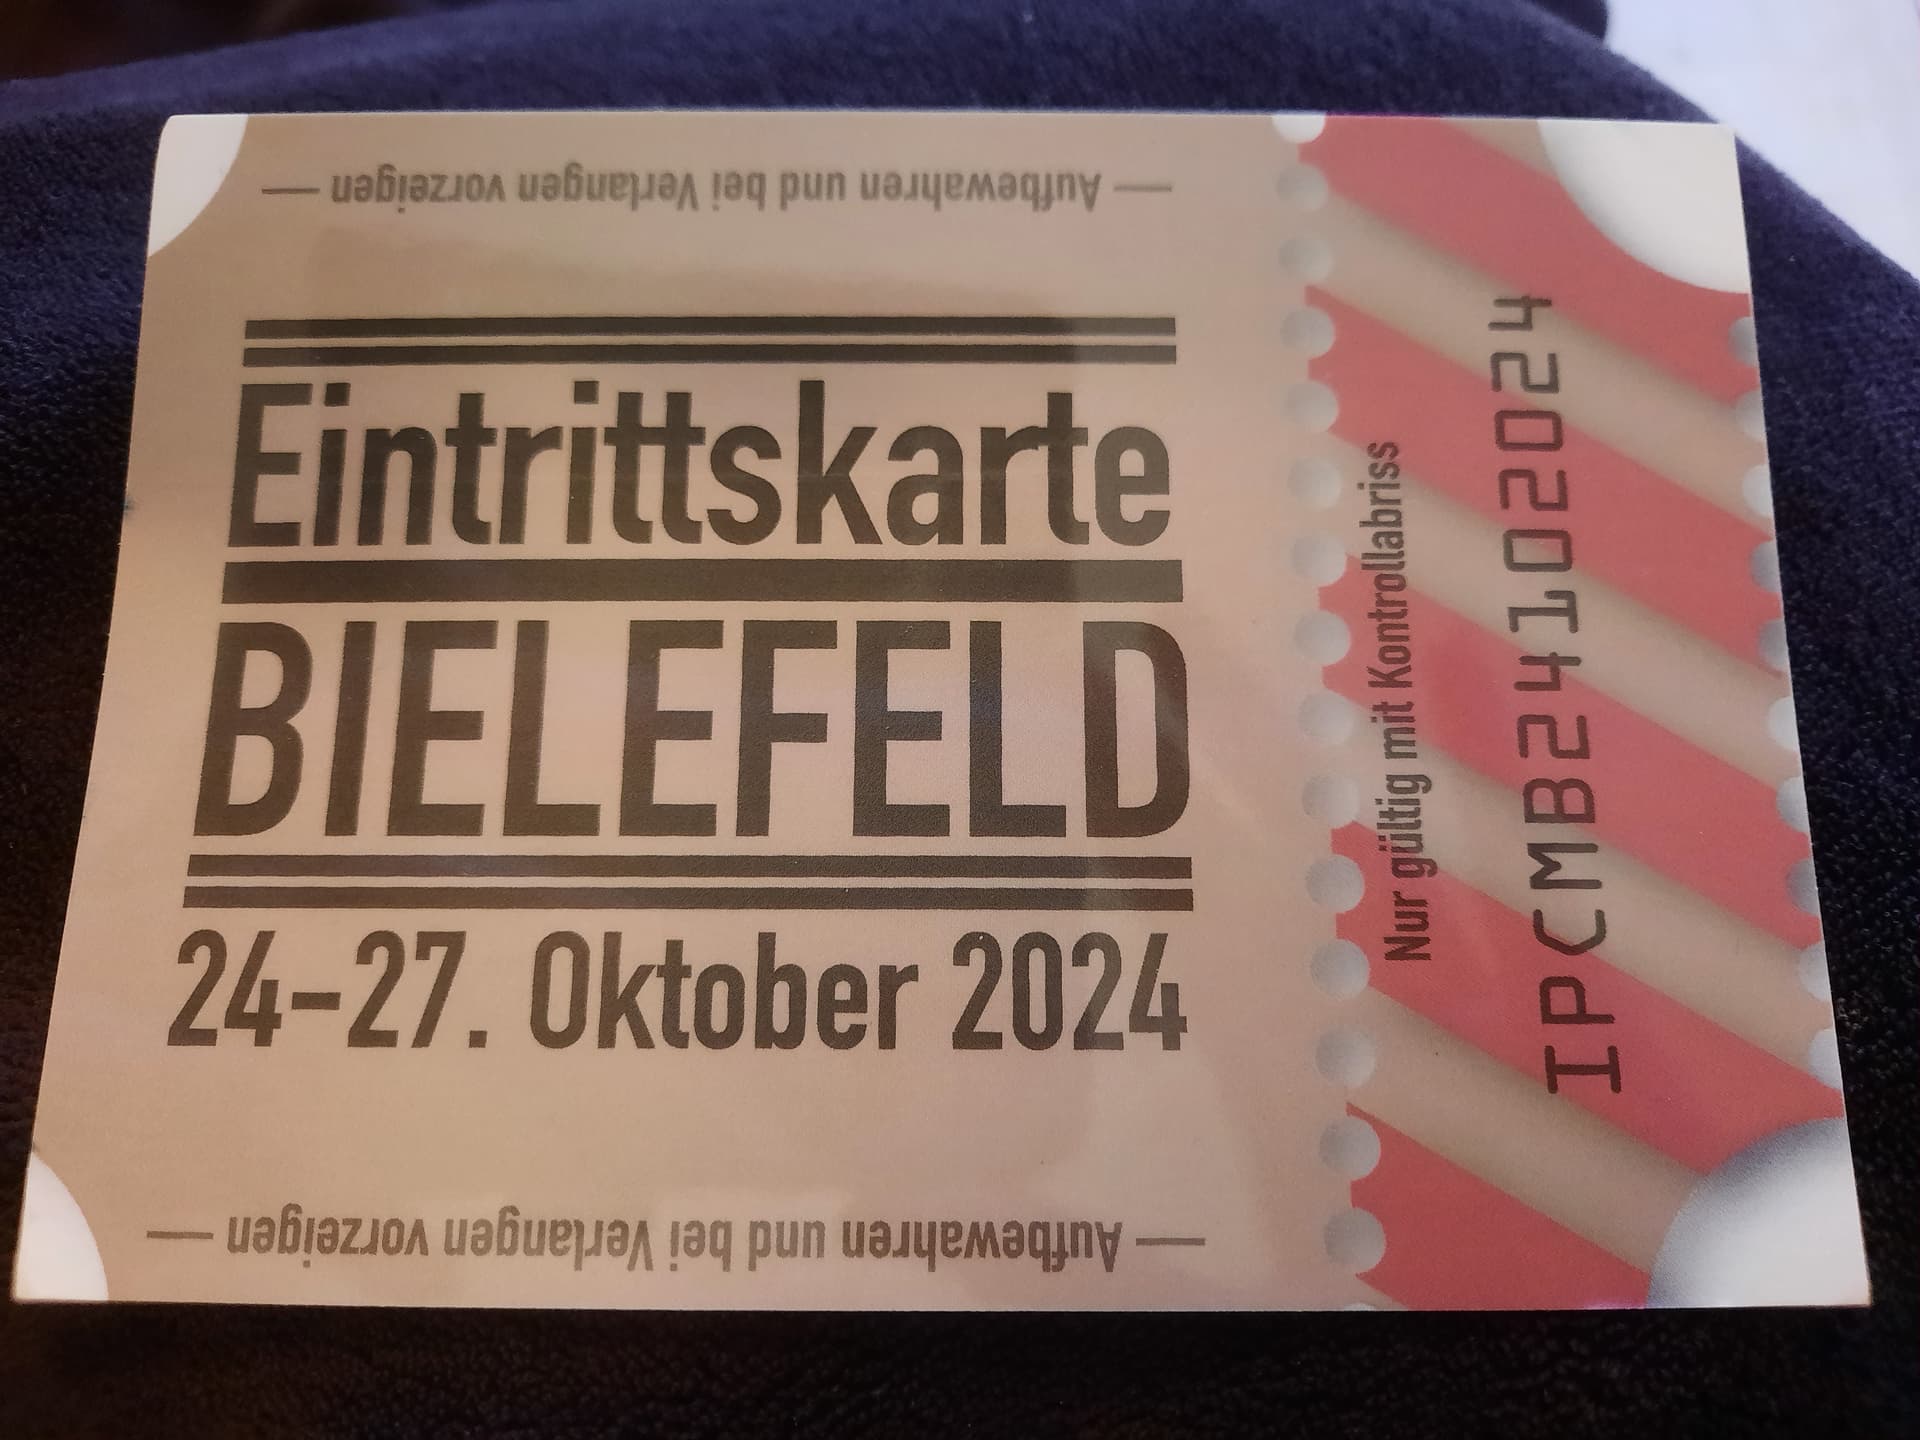 Aufbewahren und bei Verlangen vorzeigen
Eintrittskarte
BIELEFELD
24-27. Oktober 2024
Aufbewahren und bei Verlangen vorzeigen
Nur gültig mit Kontrollabriss
IPCMB24102024